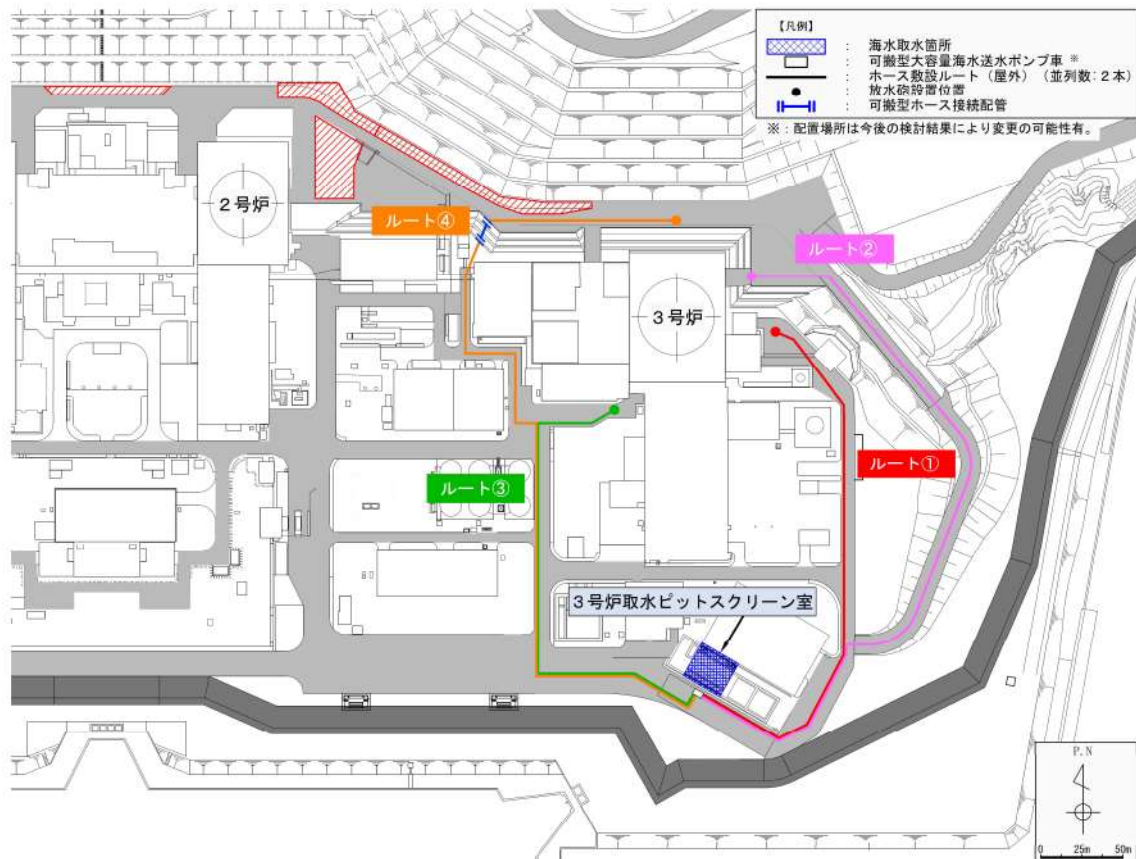 【凡例】
： 海水取水箇所
： 可搬型大容量海水送水ポンプ車 ※
： ホース敷設ルート（屋外）（並列数：２本）
： 放水砲設置位置
： 可搬型ホース接続配管
※：配置場所は今後の検討結果により変更の可能性有。
２号炉
ルート④
ルート②
３号炉
ルート①
ルート③
３号炉取水ピットスクリーン室
P.N
0 25m 50m